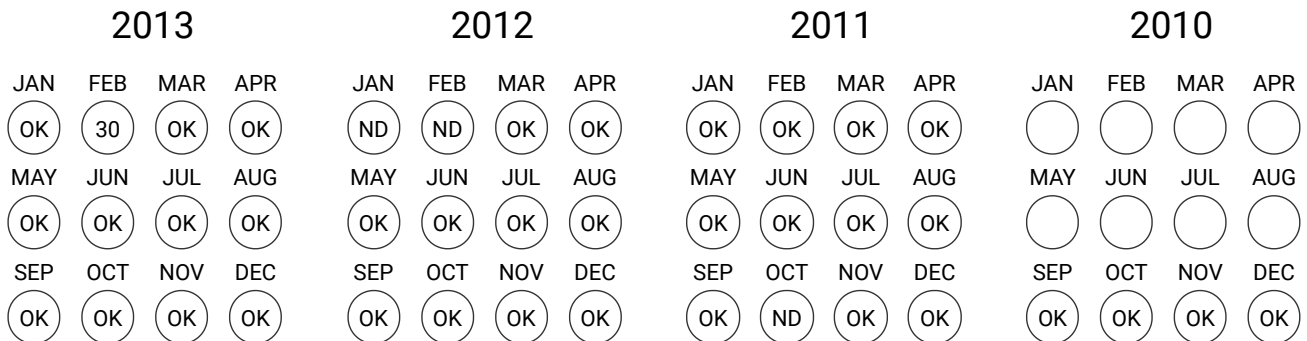 2013 2012 2011 2010
JAN FEB MAR APR JAN FEB MAR APR JAN FEB MAR APR JAN FEB MAR APR
OK 30 OK OK ND ND OK OK OK OK OK OK
MAY JUN JUL AUG MAY JUN JUL AUG MAY JUN JUL AUG MAY JUN JUL AUG
OK OK OK OK OK OK OK OK OK OK OK OK
SEP OCT NOV DEC SEP OCT NOV DEC SEP OCT NOV DEC SEP OCT NOV DEC
OK OK OK OK OK OK OK OK OK ND OK OK OK OK OK OK